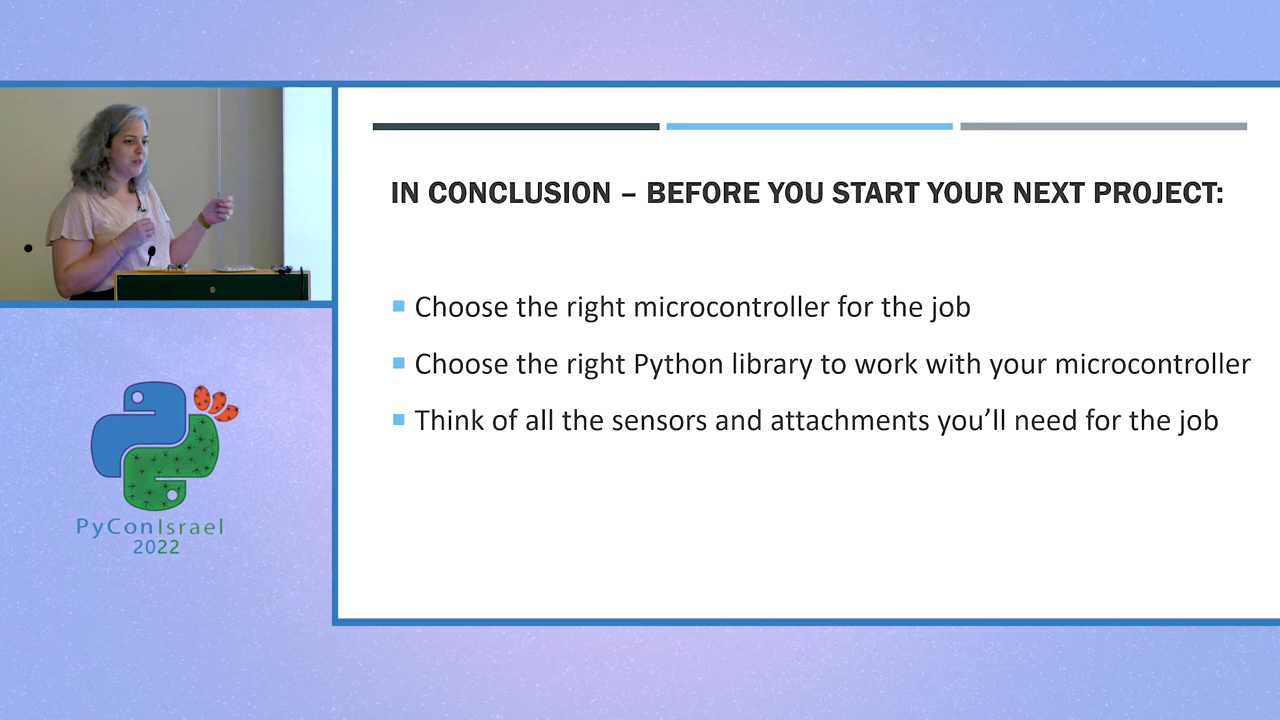 IN CONCLUSION – BEFORE YOU START YOUR NEXT PROJECT:
Choose the right microcontroller for the job
Choose the right Python library to work with your microcontroller
Think of all the sensors and attachments you’ll need for the job
PyConIsrael
2022